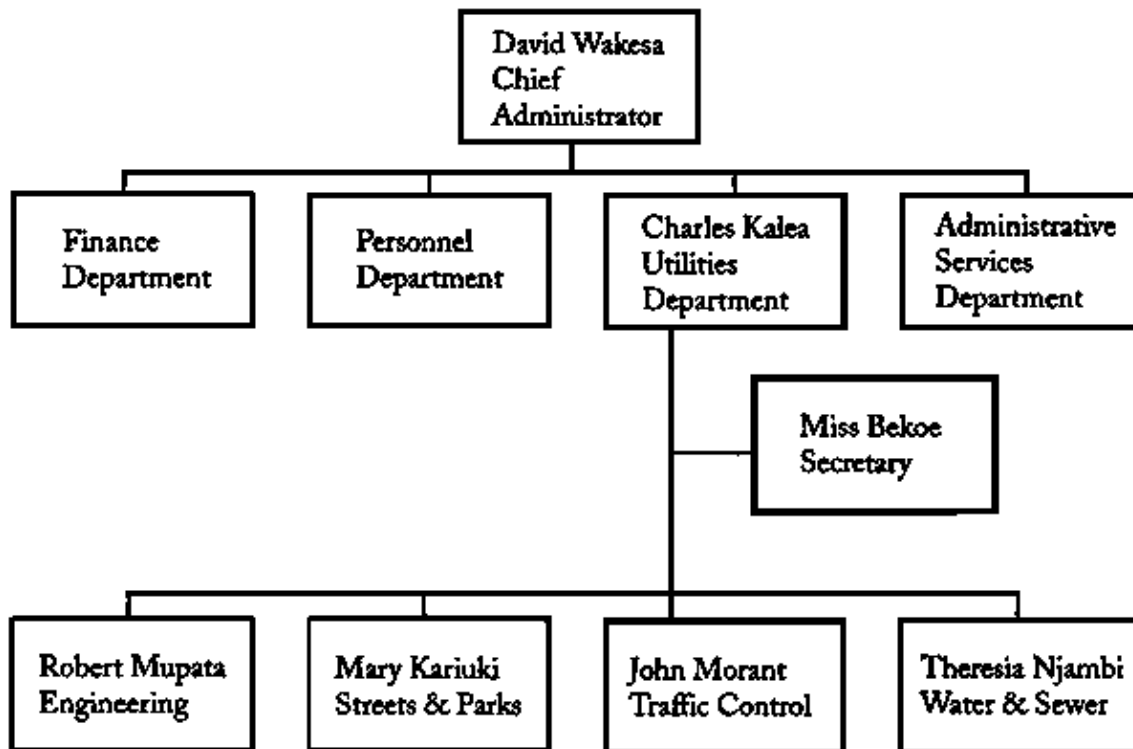 David Wakesa
Chief
Administrator
Finance
Department
Personnel
Department
Charles Kalea
Utilities
Department
Administrative
Services
Department
Miss Bekoe
Secretary
Robert Mupata
Engineering
Mary Kariuki
Streets & Parks
John Morant
Traffic Control
Theresia Njambi
Water & Sewer